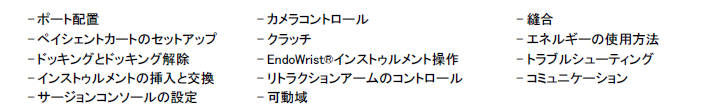 －ポート配置
－ペイシェントカートのセットアップ
－ドッキングとドッキング解除
－インストゥルメントの挿入と交換
－サージョンコンソールの設定
－カメラコントロール
－クラッチ
－EndoWrist®インストゥルメント操作
－リトラクションアームのコントロール
－可動域
－縫合
－エネルギーの使用方法
－トラブルシューティング
－コミュニケーション